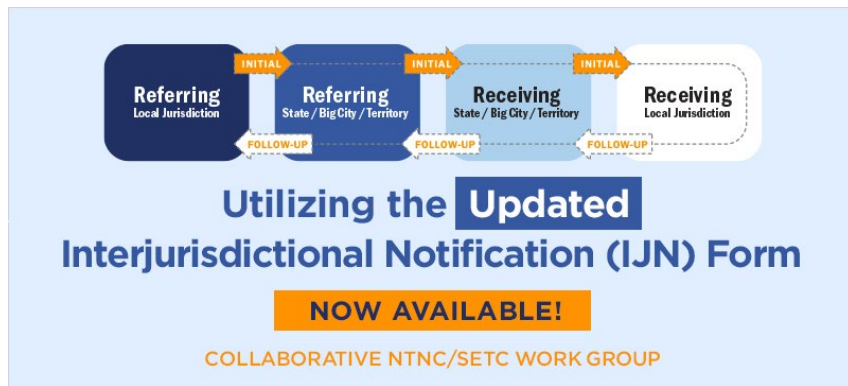 INITIAL
INITIAL
INITIAL
Referring
Local Jurisdiction
Referring
State / Big City / Territory
Receiving
State / Big City / Territory
Receiving
Local Jurisdiction
FOLLOW-UP
FOLLOW-UP
FOLLOW-UP
Utilizing the Updated
Interjurisdictional Notification (IJN) Form
NOW AVAILABLE!
COLLABORATIVE NTNC/SETC WORK GROUP